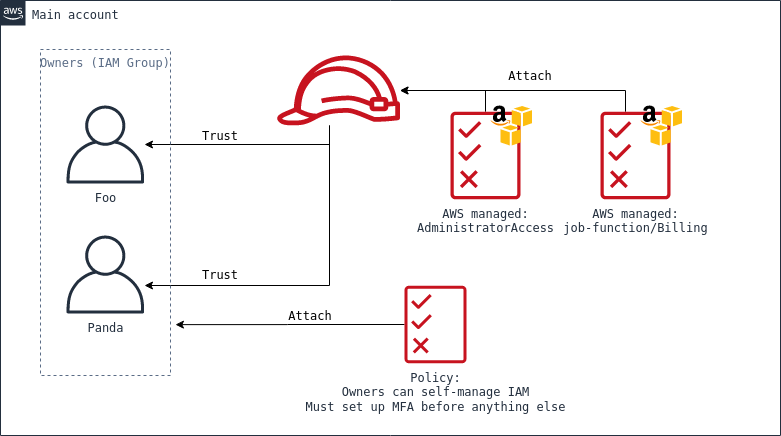 aws
Main account
Owners (IAM Group)
Attach
a
a
Trust
Foo
AWS managed:
AdministratorAccess
AWS managed:
job-function/Billing
Trust
Panda
Attach
Policy:
Owners can self-manage IAM
Must set up MFA before anything else